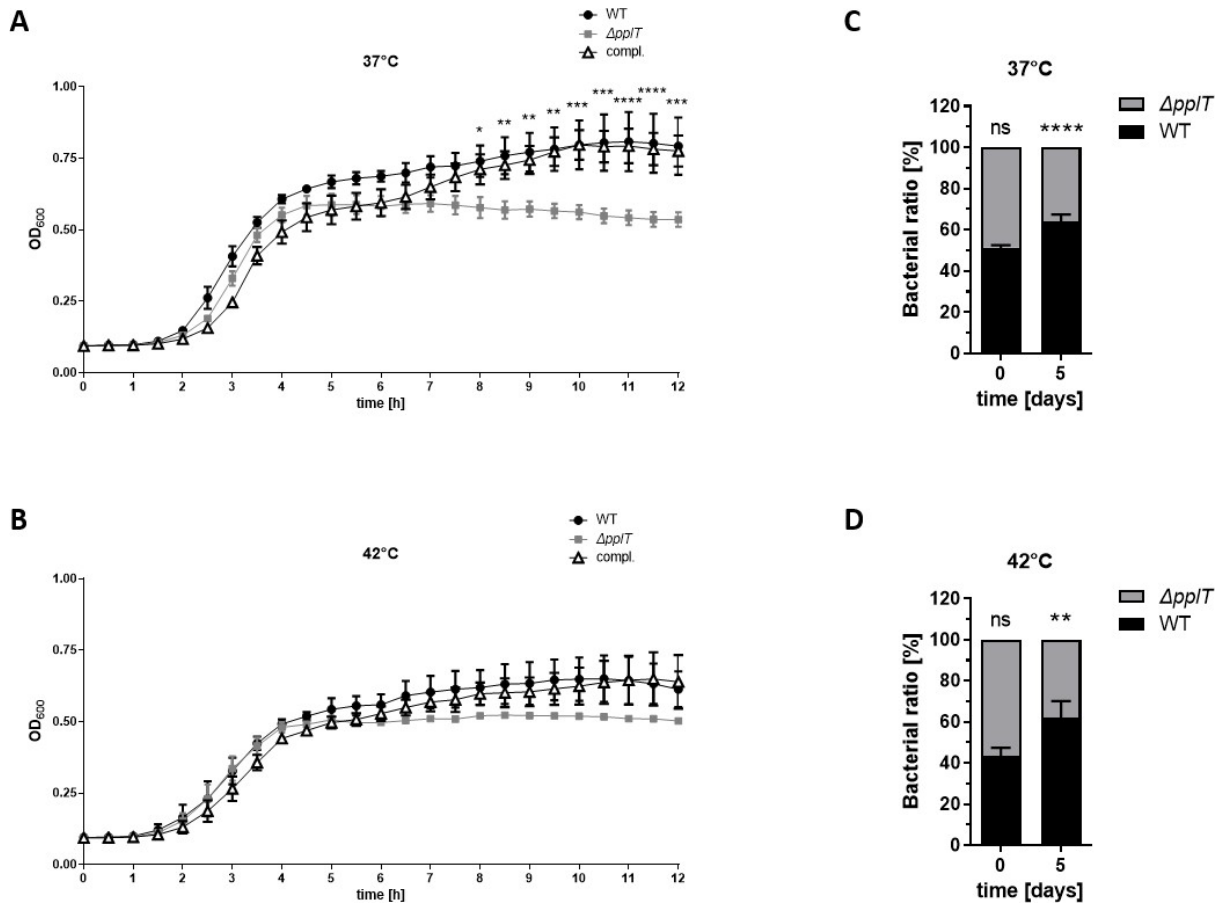 A
WT
ΔpplT
compl.
37°C
* ** ** ** *** *** **** **** ***
1.00
0.75
0.50
0.25
0.00
OD600
0 1 2 3 4 5 6 7 8 9 10 11 12
time [h]
B
WT
ΔpplT
compl.
42°C
1.00
0.75
0.50
0.25
0.00
OD600
0 1 2 3 4 5 6 7 8 9 10 11 12
time [h]
C
37°C
ΔpplT
WT
ns ****
120
100
80
60
40
20
0
Bacterial ratio [%]
0 5
time [days]
D
42°C
ΔpplT
WT
ns **
120
100
80
60
40
20
0
Bacterial ratio [%]
0 5
time [days]